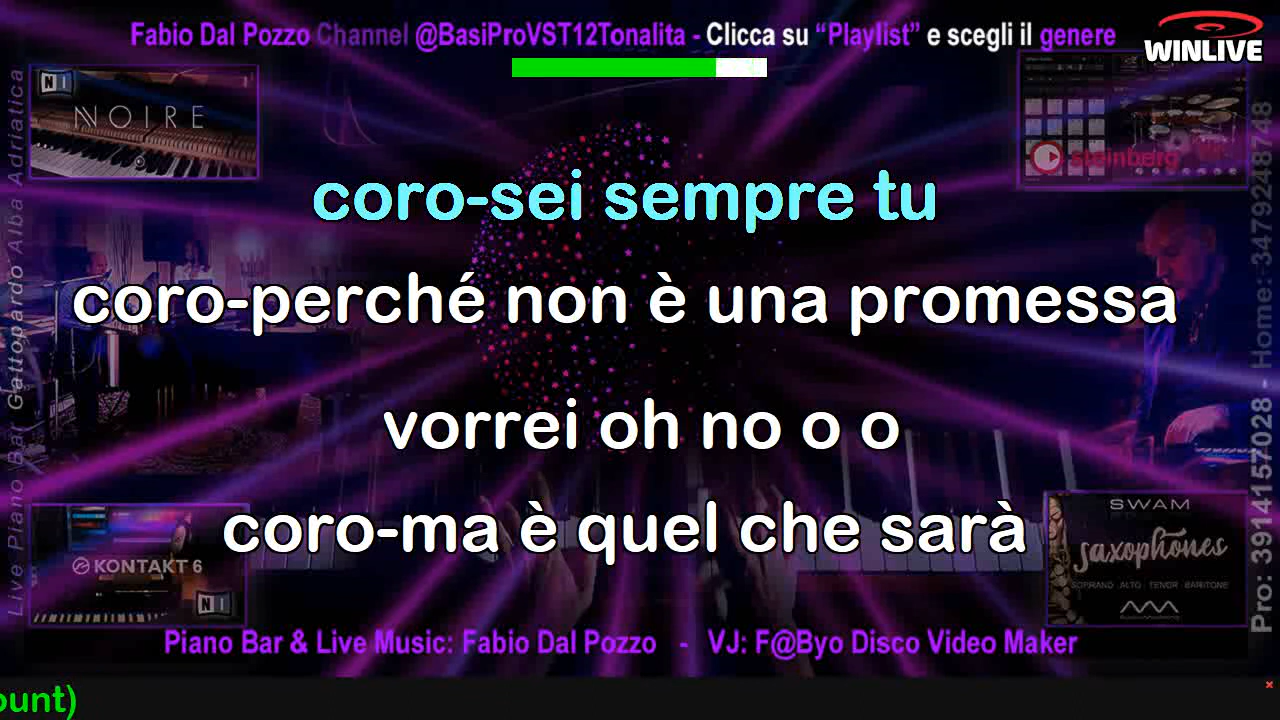 Fabio Dal Pozzo Channel @BasiProVST12Tonalita - Clicca su “Playlist” e scegli il genere
WINLIVE
NI
NOIRE
steinberg
coro-sei sempre tu
coro-perché non è una promessa
vorrei oh no o o
coro-ma è quel che sarà
Live Piano Bar Gattopardo Alba Adriatica
Pro: 3914157028 - Home: 3479248748
KONTAKT 6
NI
SWAM
saxophones
SOPRANO . ALTO . TENOR . BARITONE
Piano Bar & Live Music: Fabio Dal Pozzo - VJ: F@Byo Disco Video Maker
ount)